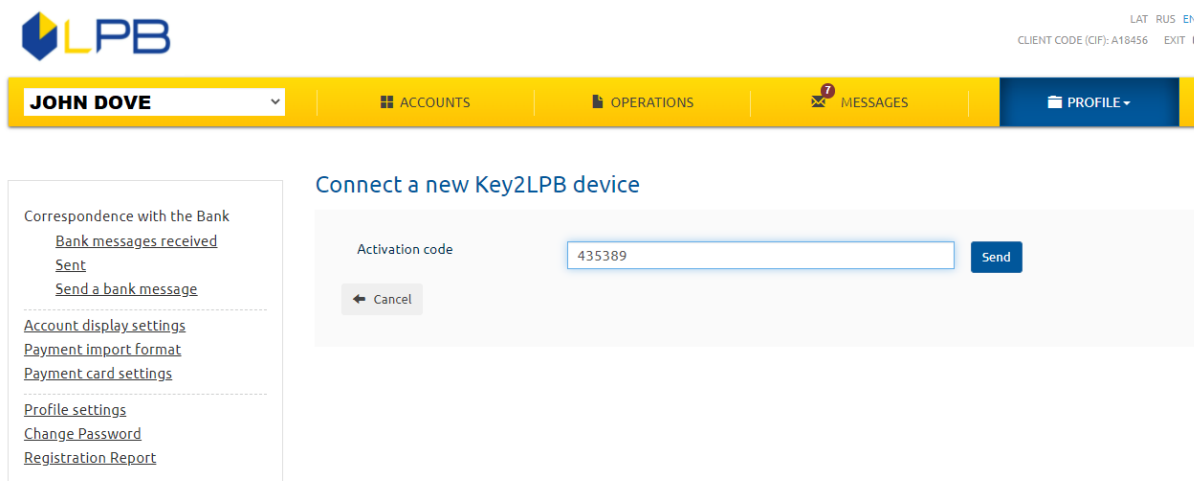 LPB
LAT RUS EN
CLIENT CODE (CIF): A18456 EXIT
JOHN DOVE
ACCOUNTS
OPERATIONS
7
MESSAGES
PROFILE
Connect a new Key2LPB device
Correspondence with the Bank
Bank messages received
Sent
Send a bank message
Account display settings
Payment import format
Payment card settings
Profile settings
Change Password
Registration Report
Activation code
435389
Send
Cancel